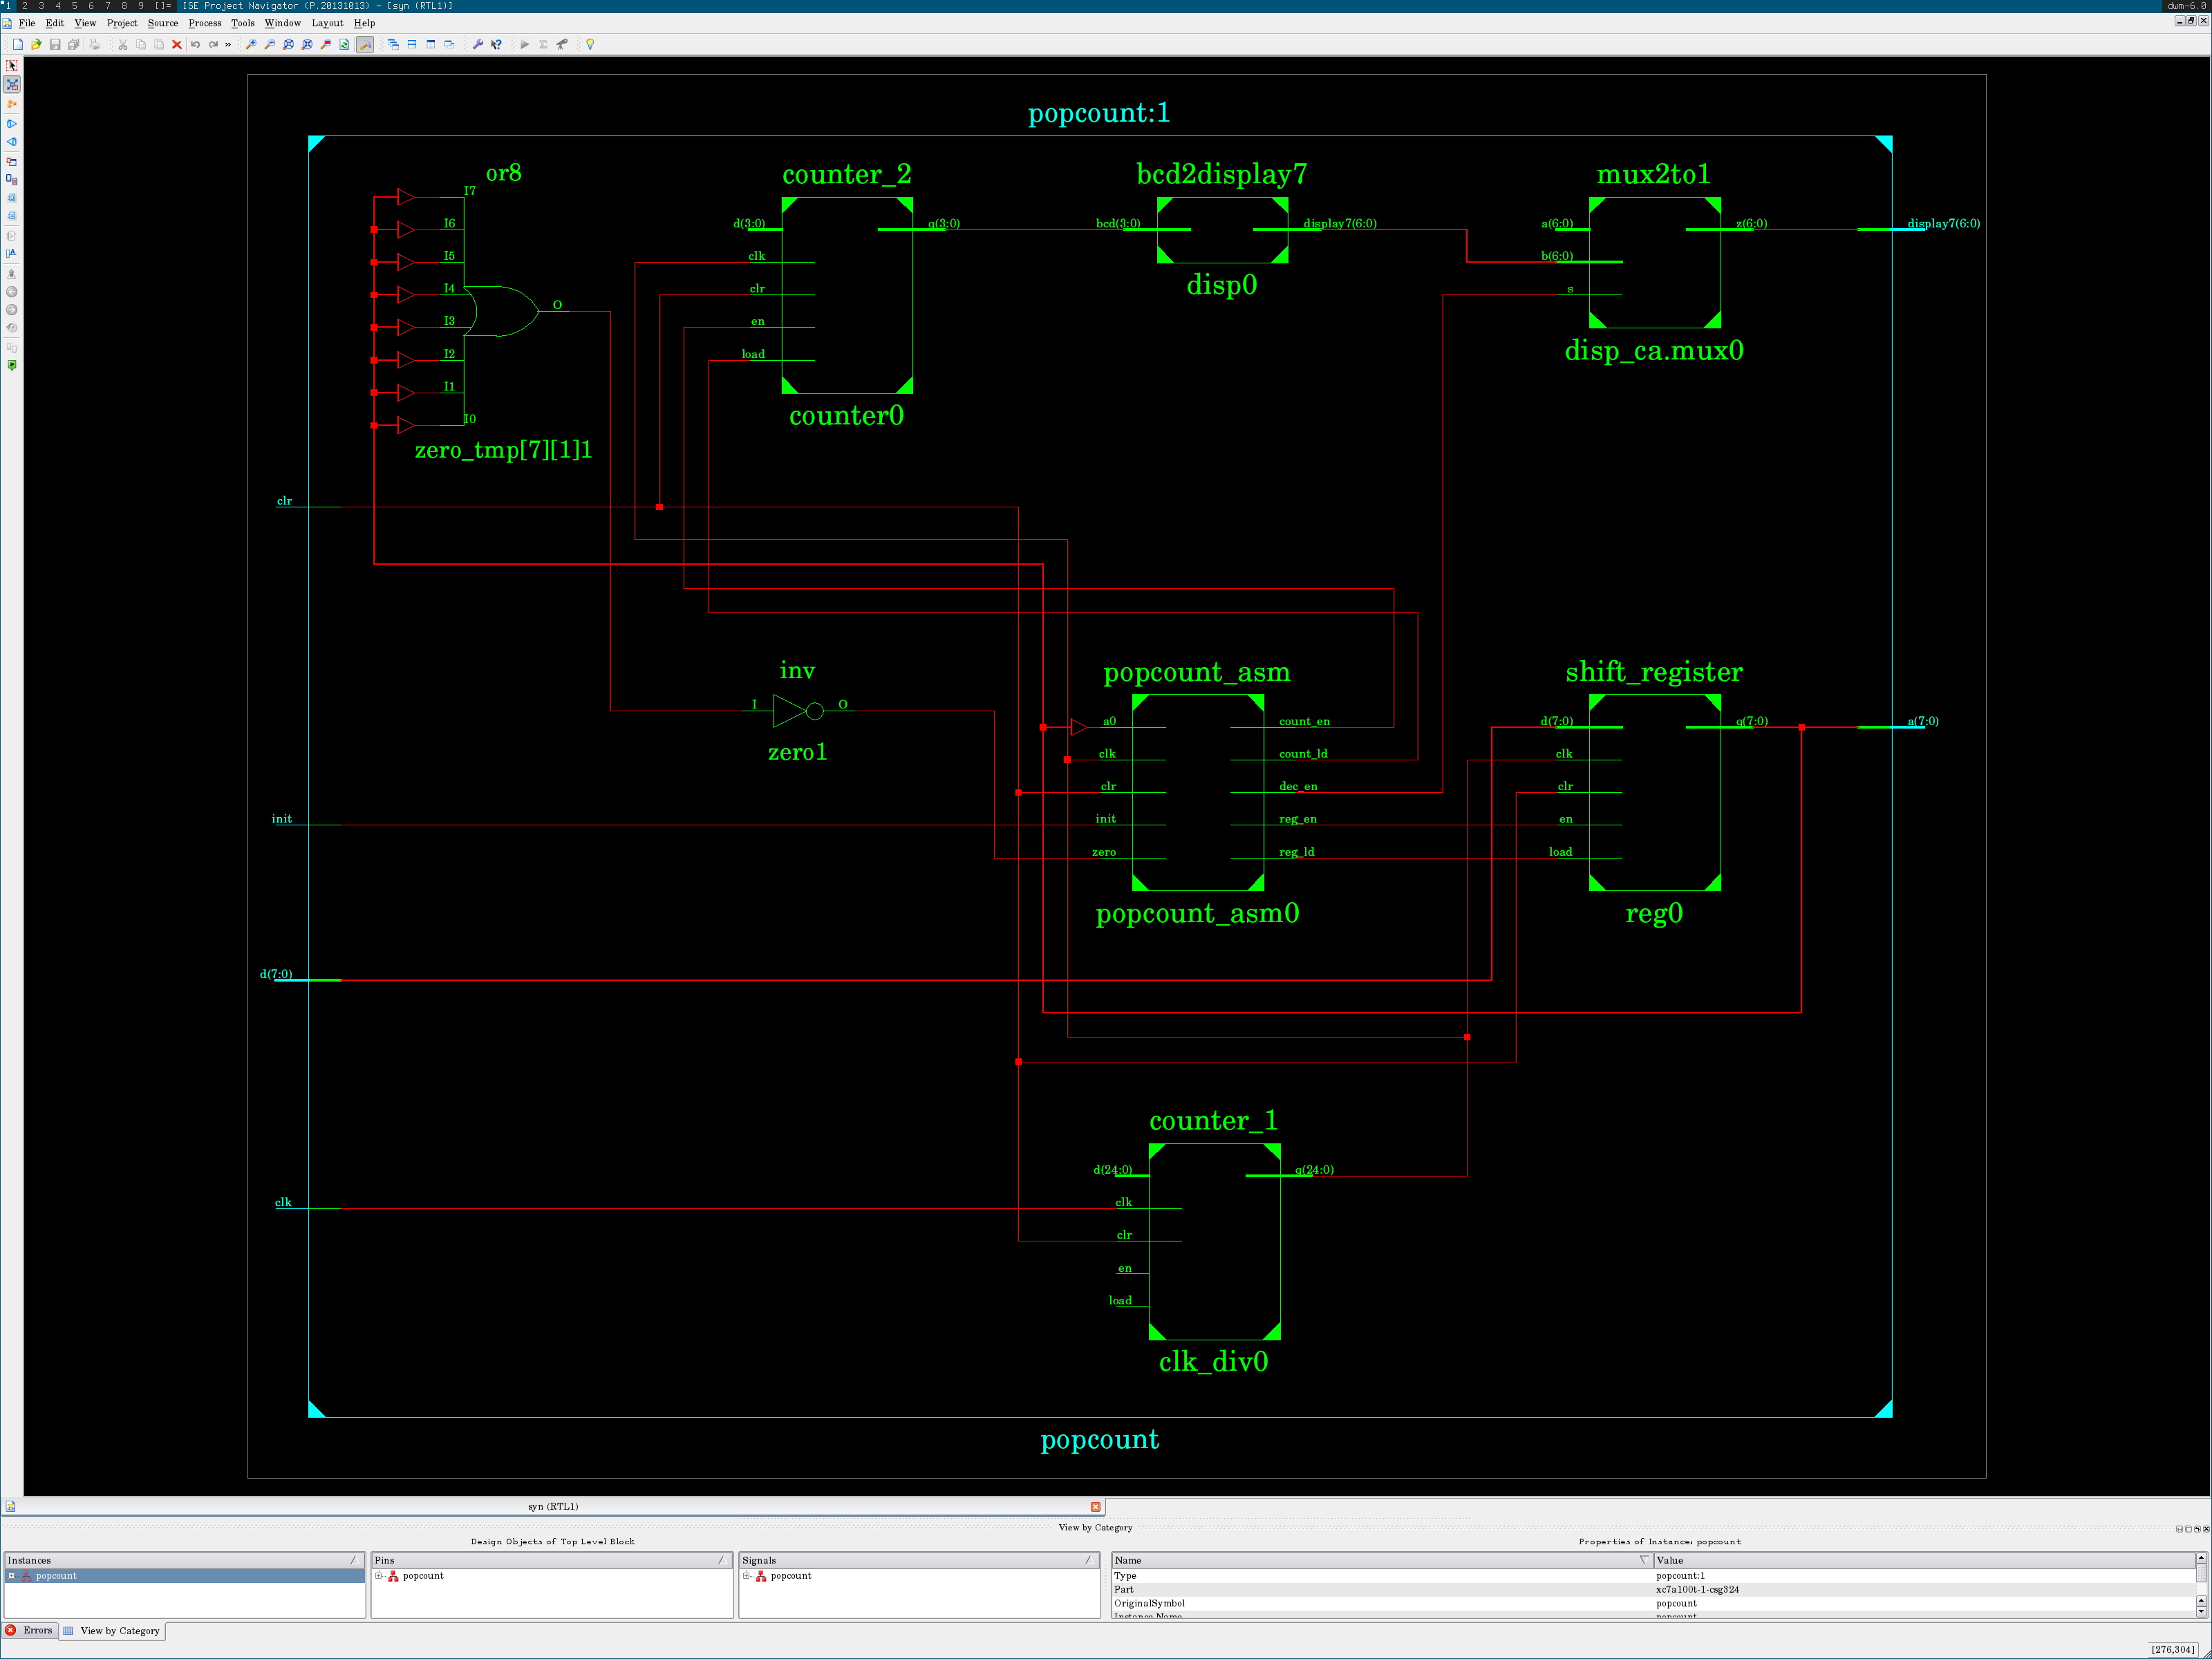 1 2 3 4 5 6 7 8 9 []= ISE Project Navigator (P.20131013) - [syn (RTL1)] dwm-6.0
File Edit View Project Source Process Tools Window Layout Help
popcount:1
or8
counter_2
bcd2display7
mux2to1
I7
I6
I5
I4
I3
I2
I1
I0
O
zero_tmp[7][1]1
d(3:0)
clk
clr
en
load
q(3:0)
counter0
bcd(3:0)
display7(6:0)
disp0
a(6:0)
b(6:0)
s
z(6:0)
disp_ca.mux0
display7(6:0)
clr
inv
I
O
zero1
popcount_asm
a0
clk
clr
init
zero
count_en
count_ld
dec_en
reg_en
reg_ld
popcount_asm0
shift_register
d(7:0)
clk
clr
en
load
q(7:0)
reg0
a(7:0)
init
d(7:0)
counter_1
d(24:0)
clk
clr
en
load
q(24:0)
clk_div0
clk
popcount
syn (RTL1)
View by Category
Design Objects of Top Level Block
Properties of Instance: popcount
Instances
popcount
Pins
popcount
Signals
popcount
Name Value
Type popcount:1
Part xc7a100t-1-csg324
OriginalSymbol popcount
Instance Name popcount
Errors View by Category
[276,304]